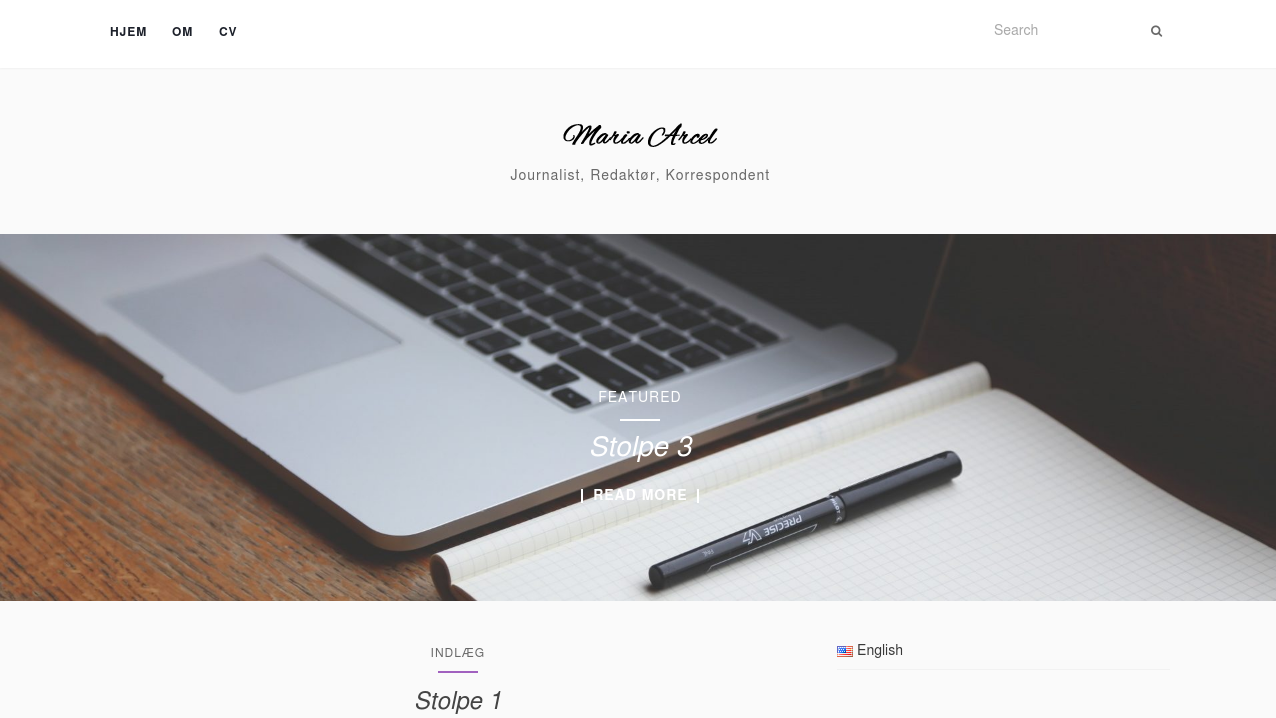 HJEM OM CV Search
Maria Arcel
Journalist, Redaktør, Korrespondent
FEATURED
Stolpe 3
| READ MORE |
PRECISE V7
INDLÆG
English
Stolpe 1